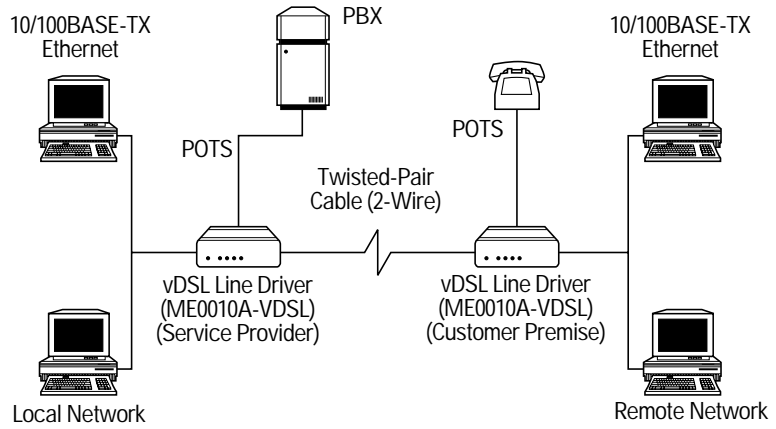 10/100BASE-TX
Ethernet
PBX
10/100BASE-TX
Ethernet
POTS
POTS
Twisted-Pair
Cable (2-Wire)
vDSL Line Driver
(ME0010A-VDSL)
(Service Provider)
vDSL Line Driver
(ME0010A-VDSL)
(Customer Premise)
Local Network
Remote Network